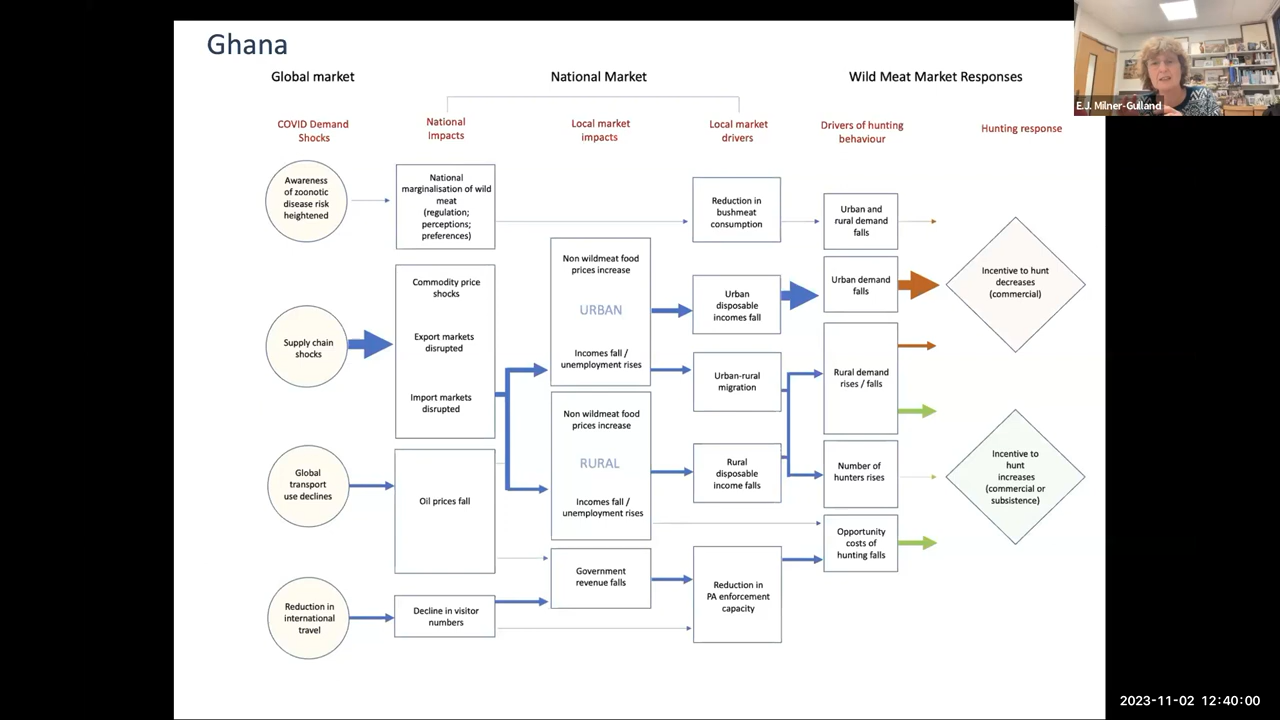 Ghana
Global market
National Market
Wild Meat Market Responses
E.J. Milner-Gulland
COVID Demand
Shocks
National
Impacts
Local market
impacts
Local market
drivers
Drivers of hunting
behaviour
Hunting response
Awareness
of zoonotic
disease risk
heightened
National
marginalisation of wild
meat
(regulation;
perceptions;
preferences)
Reduction in
bushmeat
consumption
Urban and
rural demand
falls
Supply chain
shocks
Commodity price
shocks
Export markets
disrupted
Import markets
disrupted
Non wildmeat food
prices increase
URBAN
Incomes fall /
unemployment rises
Urban
disposable
incomes fall
Urban demand
falls
Incentive to hunt
decreases
(commercial)
Urban-rural
migration
Rural demand
rises / falls
Non wildmeat food
prices increase
RURAL
Incomes fall /
unemployment rises
Rural
disposable
income falls
Number of
hunters rises
Incentive to
hunt
increases
(commercial or
subsistence)
Global
transport
use declines
Oil prices fall
Opportunity
costs of
hunting falls
Government
revenue falls
Reduction in
PA enforcement
capacity
Reduction in
international
travel
Decline in visitor
numbers
2023-11-02 12:40:00